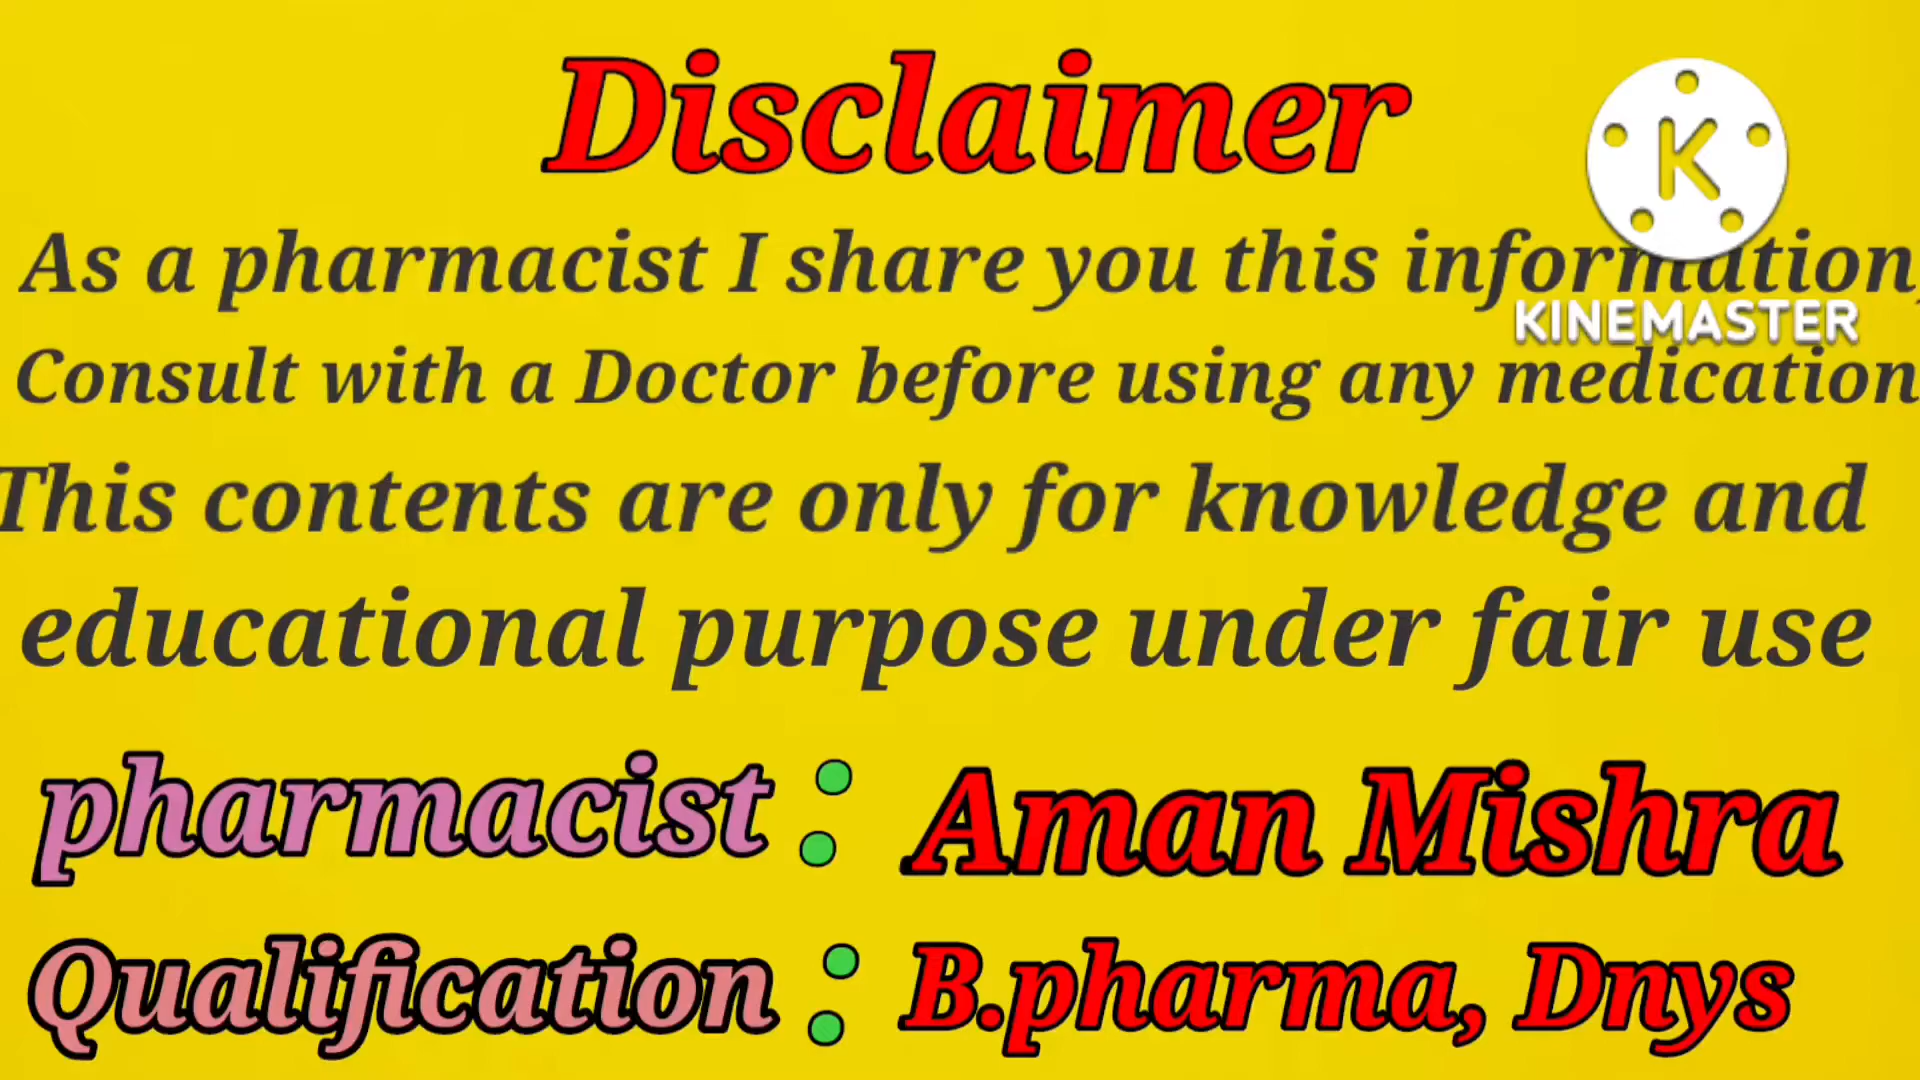 Disclaimer
K
As a pharmacist I share you this information,
KINEMASTER
Consult with a Doctor before using any medication
This contents are only for knowledge and
educational purpose under fair use
pharmacist : Aman Mishra
Qualification : B.pharma, Dnys